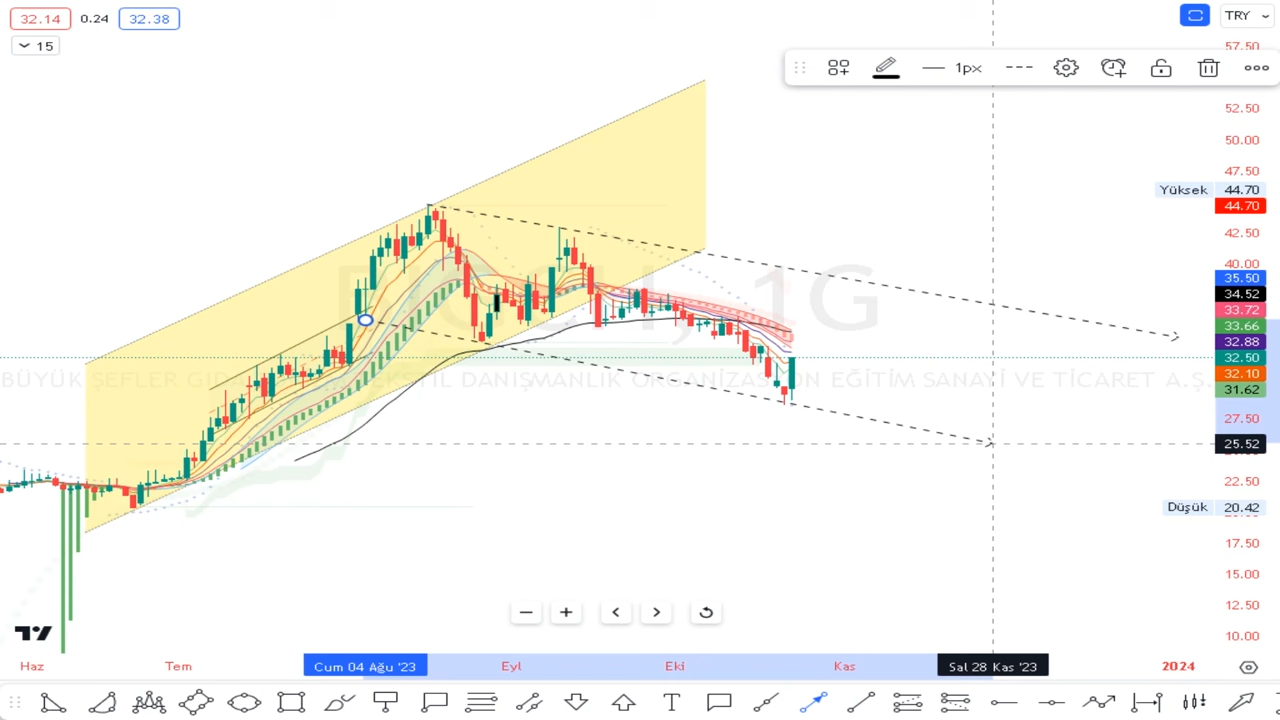 32.14 0.24 32.38
TRY
15
57.50
1px
52.50
50.00
47.50
Yüksek 44.70
44.70
42.50
40.00
35.50
34.52
33.72
33.66
32.88
32.50
32.10
31.62
27.50
25.52
22.50
Düşük 20.42
17.50
15.00
12.50
10.00
, 1G
BÜYÜK ŞEFLER GIDA TEKSTİL DANIŞMANLIK ORGANİZASYON EĞİTİM SANAYİ VE TİCARET A.Ş.
Haz Tem Cum 04 Ağu '23 Eyl Eki Kas Sal 28 Kas '23 2024
T